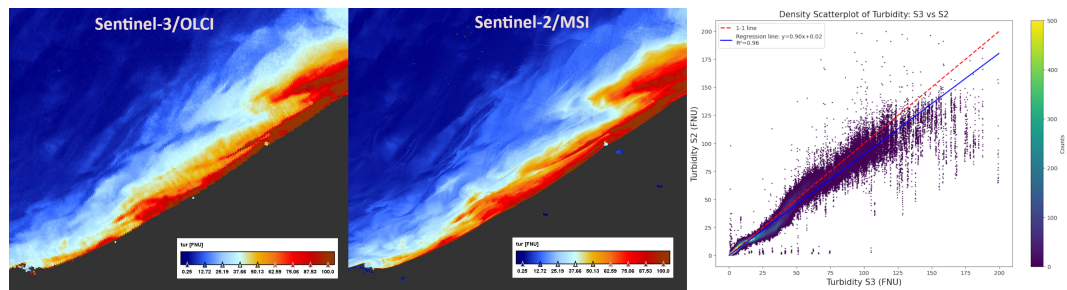 Sentinel-3/OLCI
tur [FNU]
0.25 12.72 25.19 37.66 50.13 62.59 75.06 87.53 100.0
Sentinel-2/MSI
tur [FNU]
0.25 12.72 25.19 37.66 50.13 62.59 75.06 87.53 100.0
Density Scatterplot of Turbidity: S3 vs S2
1-1 line
Regression line: y=0.90x+0.02
R²=0.96
Turbidity S2 (FNU)
200
175
150
125
100
75
50
25
0
0 25 50 75 100 125 150 175 200
Turbidity S3 (FNU)
500
400
300
200
100
0
Counts